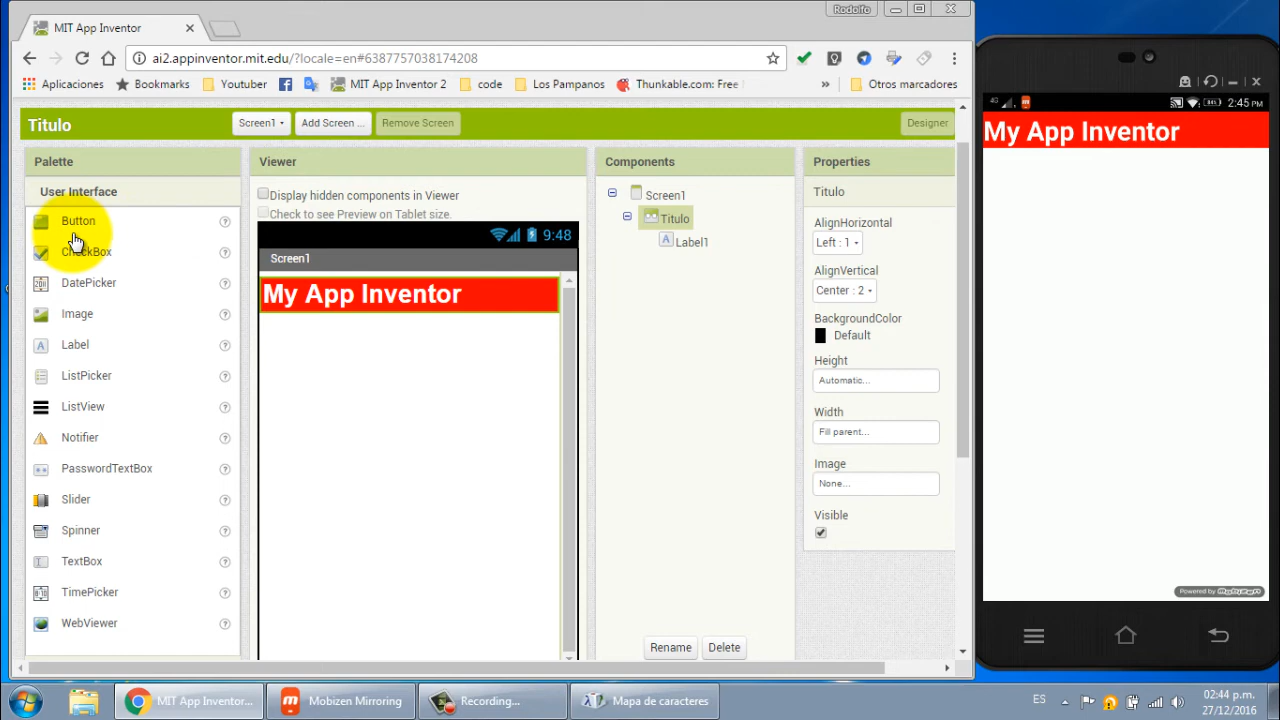 Rodolfo
MIT App Inventor
ai2.appinventor.mit.edu/?locale=en#6387757038174208
Aplicaciones
Bookmarks
Youtuber
MIT App Inventor 2
code
Los Pampanos
Thunkable.com: Free
»
Otros marcadores
Titulo
Screen1
Add Screen ...
Remove Screen
Designer
Palette
User Interface
Button
CheckBox
DatePicker
Image
Label
ListPicker
ListView
Notifier
PasswordTextBox
Slider
Spinner
TextBox
TimePicker
WebViewer
Viewer
Display hidden components in Viewer
Check to see Preview on Tablet size.
9:48
Screen1
My App Inventor
Components
Screen1
Titulo
Label1
Rename
Delete
Properties
Titulo
AlignHorizontal
Left : 1
AlignVertical
Center : 2
BackgroundColor
Default
Height
Automatic...
Width
Fill parent...
Image
None...
Visible
4G
2:45 PM
My App Inventor
Powered by mobizen
MIT App Inventor...
Mobizen Mirroring
Recording...
Mapa de caracteres
ES
02:44 p.m.
27/12/2016